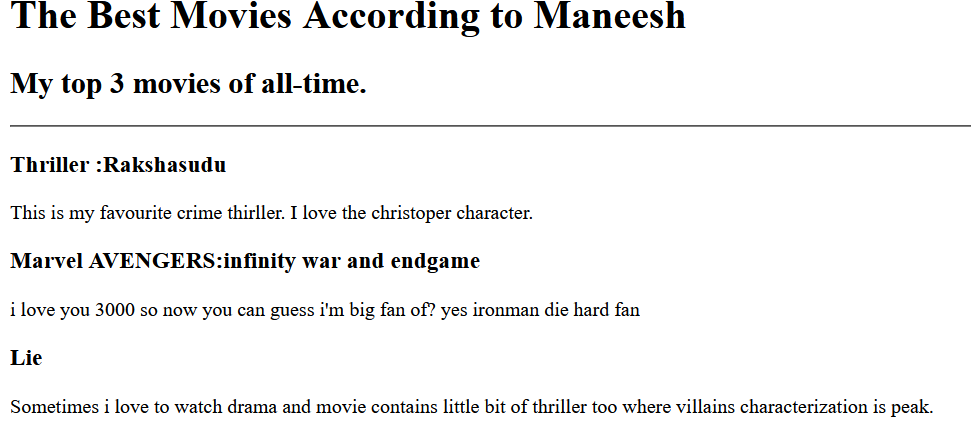 The Best Movies According to Maneesh
My top 3 movies of all-time.
Thriller :Rakshasudu
This is my favourite crime thirller. I love the christoper character.
Marvel AVENGERS:infinity war and endgame
i love you 3000 so now you can guess i'm big fan of? yes ironman die hard fan
Lie
Sometimes i love to watch drama and movie contains little bit of thriller too where villains characterization is peak.